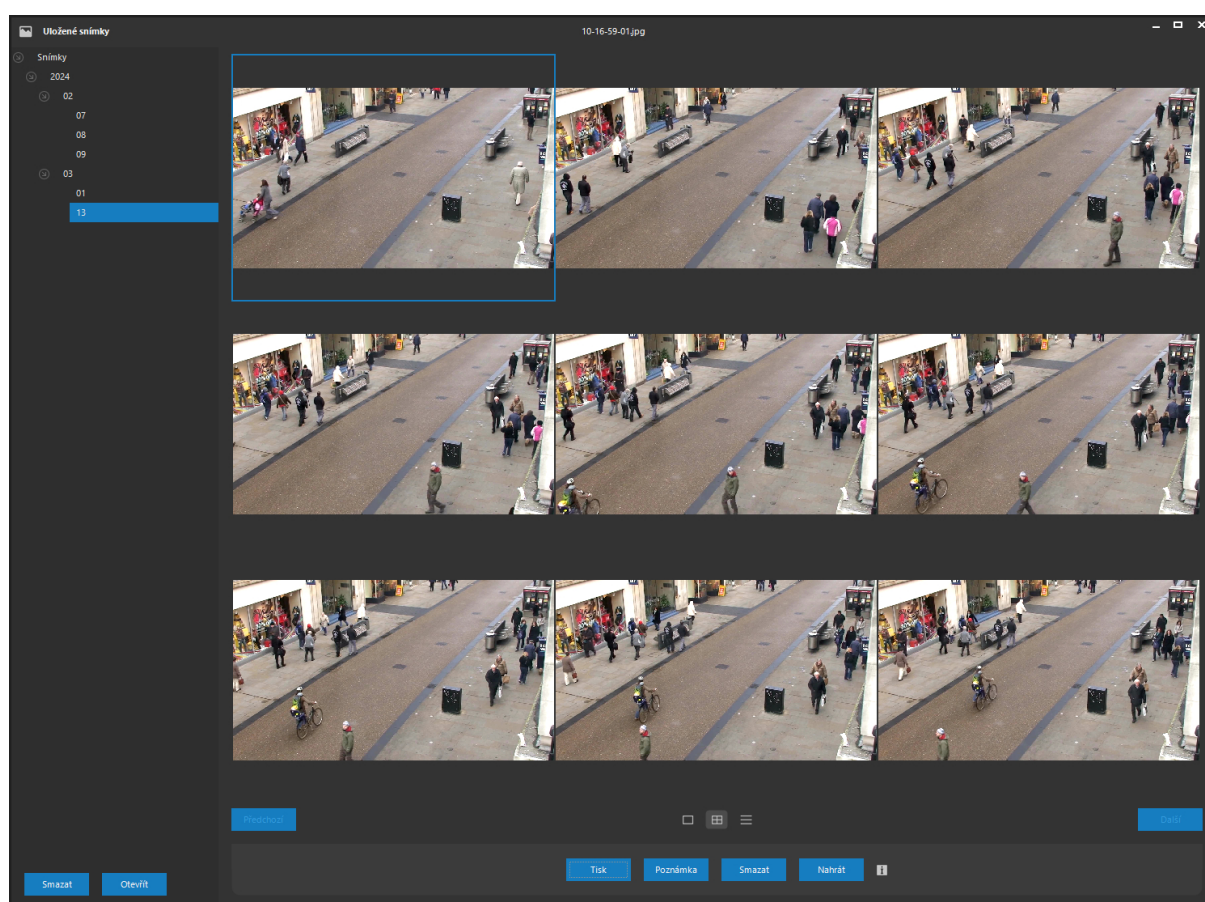 Uložené snímky
10-16-59-01.jpg
Snímky
2024
02
07
08
09
03
01
13
Předchozí
Další
Tisk
Poznámka
Smazat
Nahrát
Smazat
Otevřít